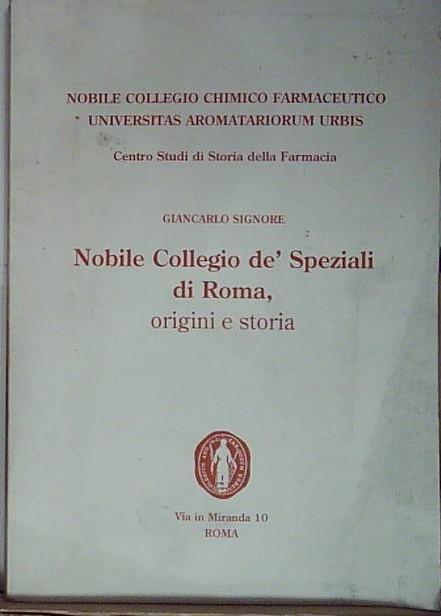 NOBILE COLLEGIO CHIMICO FARMACEUTICO
UNIVERSITAS AROMATARIORUM URBIS
Centro Studi di Storia della Farmacia
GIANCARLO SIGNORE
Nobile Collegio de' Speziali
di Roma,
origini e storia
Via in Miranda 10
ROMA